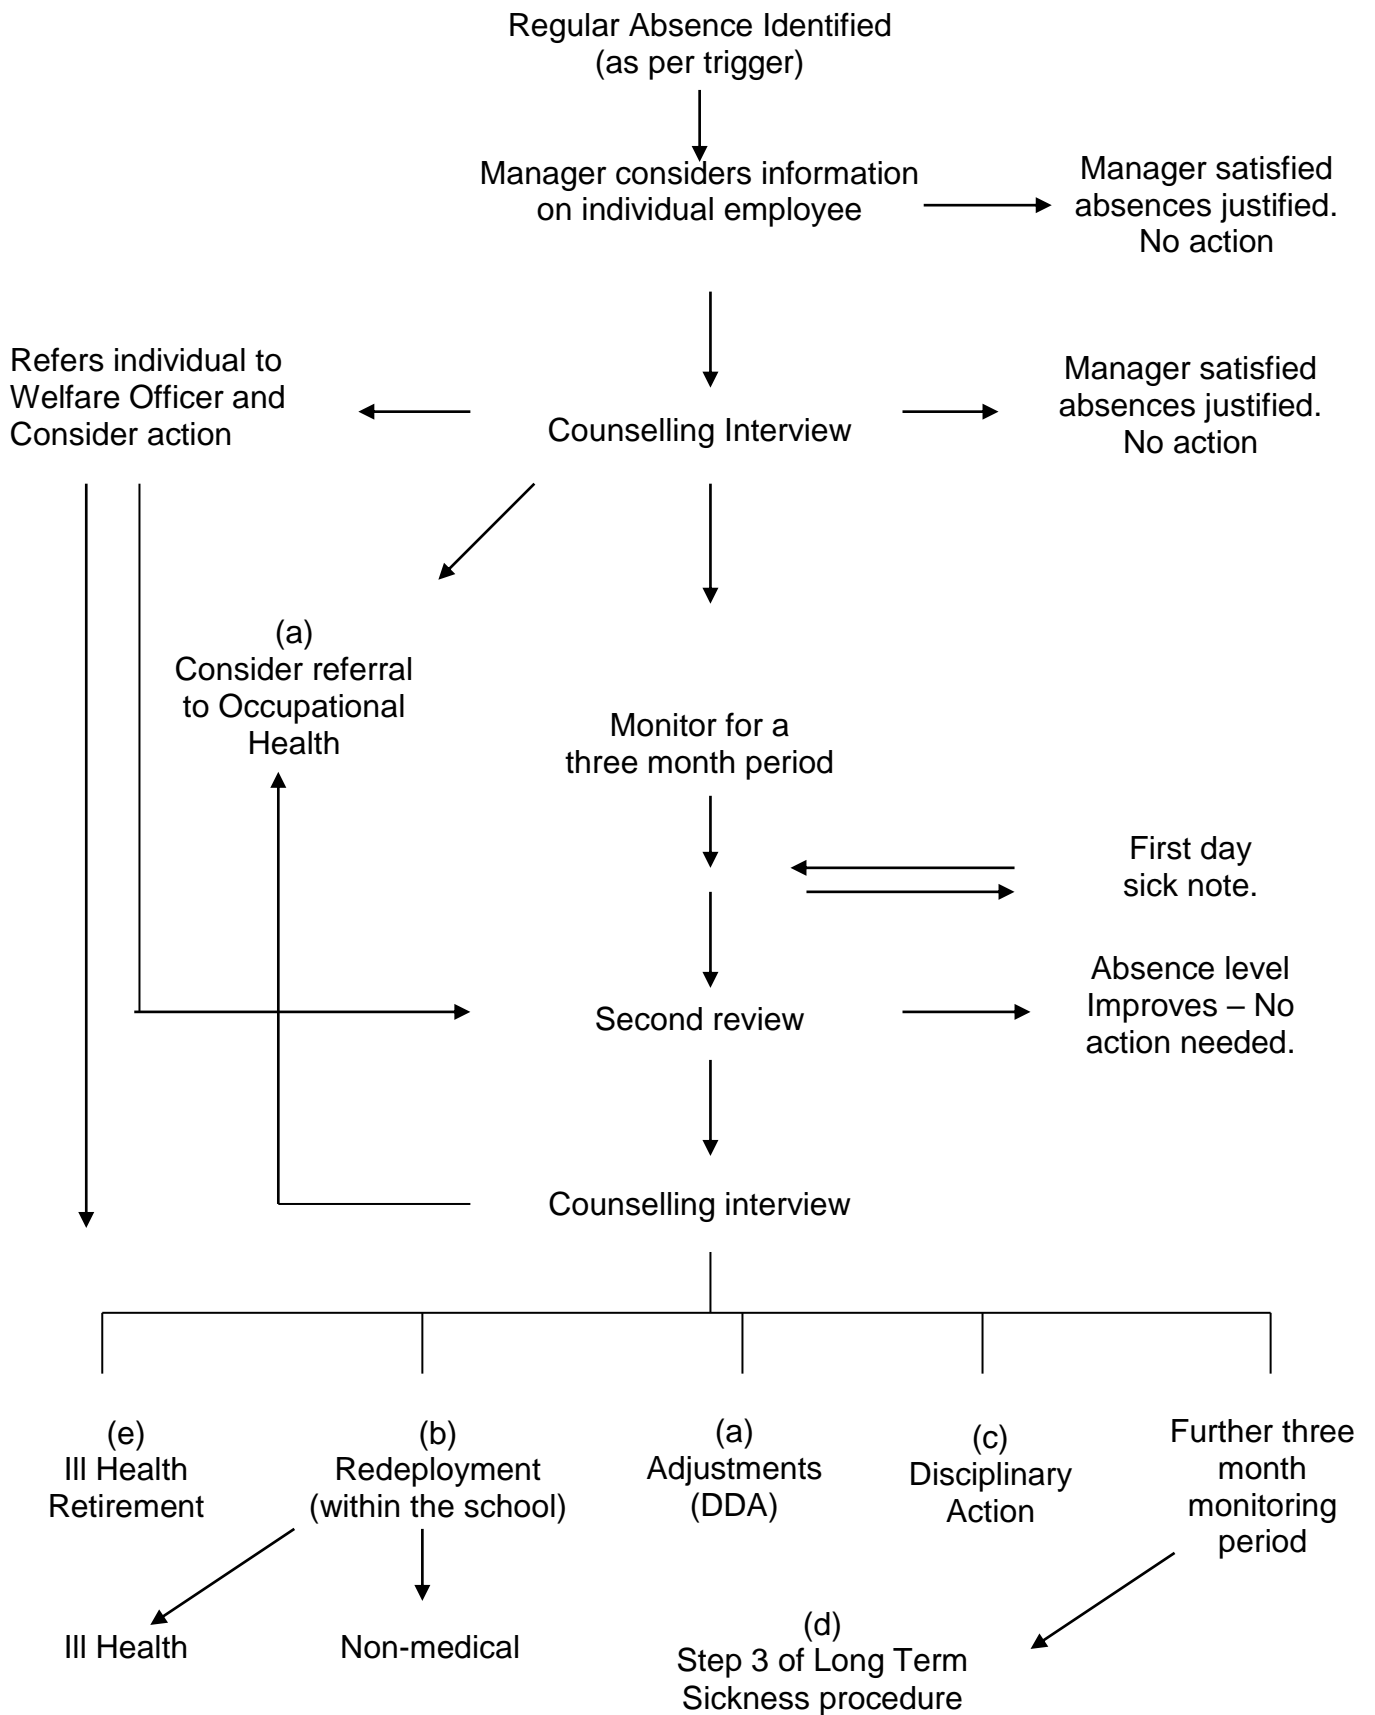 Regular Absence Identified
(as per trigger)
Manager considers information
on individual employee
Manager satisfied
absences justified.
No action
Refers individual to
Welfare Officer and
Consider action
Counselling Interview
Manager satisfied
absences justified.
No action
(a)
Consider referral
to Occupational
Health
Monitor for a
three month period
First day
sick note.
Second review
Absence level
Improves – No
action needed.
Counselling interview
(e)
Ill Health
Retirement
(b)
Redeployment
(within the school)
(a)
Adjustments
(DDA)
(c)
Disciplinary
Action
Further three
month
monitoring
period
Ill Health
Non-medical
(d)
Step 3 of Long Term
Sickness procedure